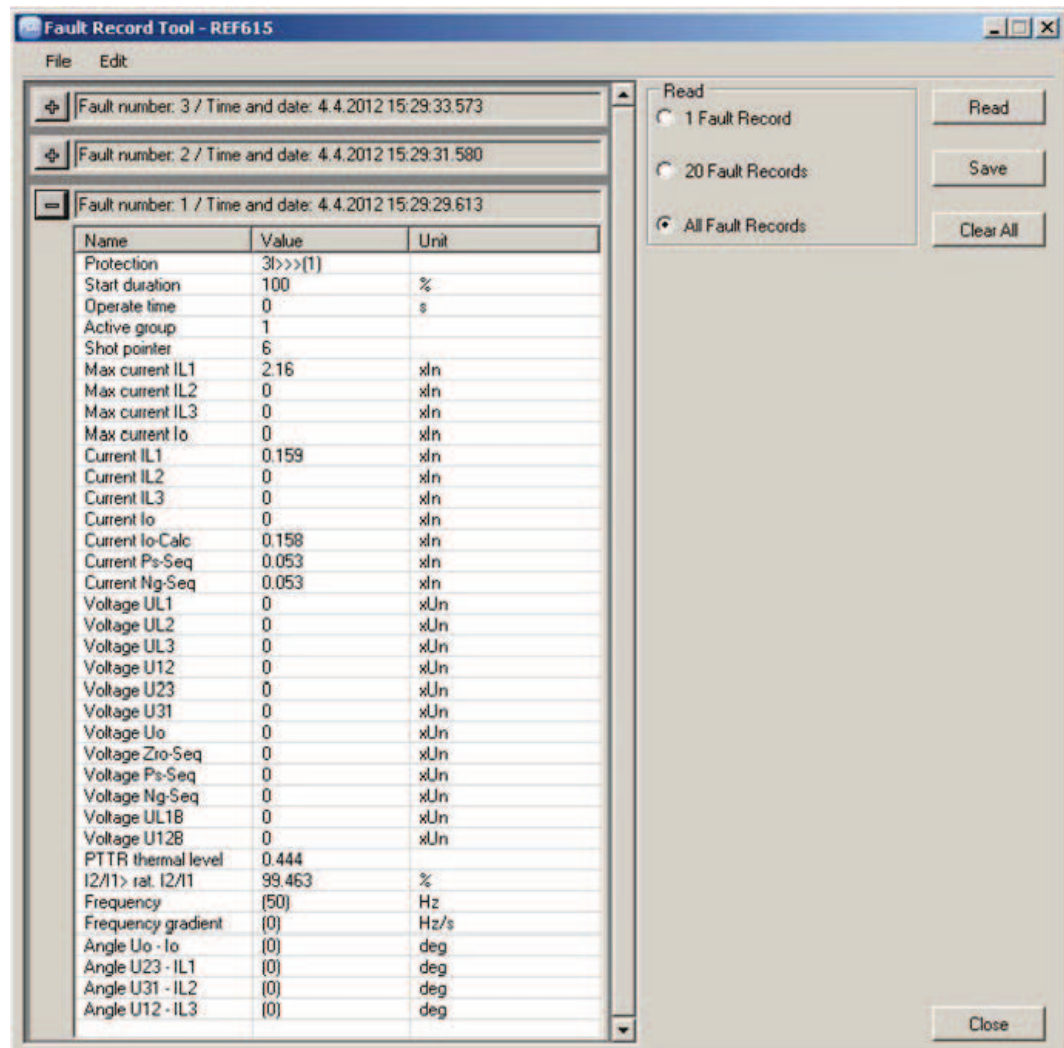 Fault Record Tool - REF615
File Edit
Fault number: 3 / Time and date: 4.4.2012 15:29:33.573
Fault number: 2 / Time and date: 4.4.2012 15:29:31.580
Fault number: 1 / Time and date: 4.4.2012 15:29:29.613
Name Value Unit
Protection 3I>>>(1)
Start duration 100 %
Operate time 0 s
Active group 1
Shot pointer 6
Max current IL1 2.16 xIn
Max current IL2 0 xIn
Max current IL3 0 xIn
Max current Io 0 xIn
Current IL1 0.159 xIn
Current IL2 0 xIn
Current IL3 0 xIn
Current Io 0 xIn
Current Io-Calc 0.158 xIn
Current Ps-Seq 0.053 xIn
Current Ng-Seq 0.053 xIn
Voltage UL1 0 xUn
Voltage UL2 0 xUn
Voltage UL3 0 xUn
Voltage U12 0 xUn
Voltage U23 0 xUn
Voltage U31 0 xUn
Voltage Uo 0 xUn
Voltage Zro-Seq 0 xUn
Voltage Ps-Seq 0 xUn
Voltage Ng-Seq 0 xUn
Voltage UL1B 0 xUn
Voltage U12B 0 xUn
PTTR thermal level 0.444
I2/I1> rat. I2/I1 99.463 %
Frequency (50) Hz
Frequency gradient (0) Hz/s
Angle Uo - Io (0) deg
Angle U23 - IL1 (0) deg
Angle U31 - IL2 (0) deg
Angle U12 - IL3 (0) deg
Read
1 Fault Record
20 Fault Records
All Fault Records
Read
Save
Clear All
Close